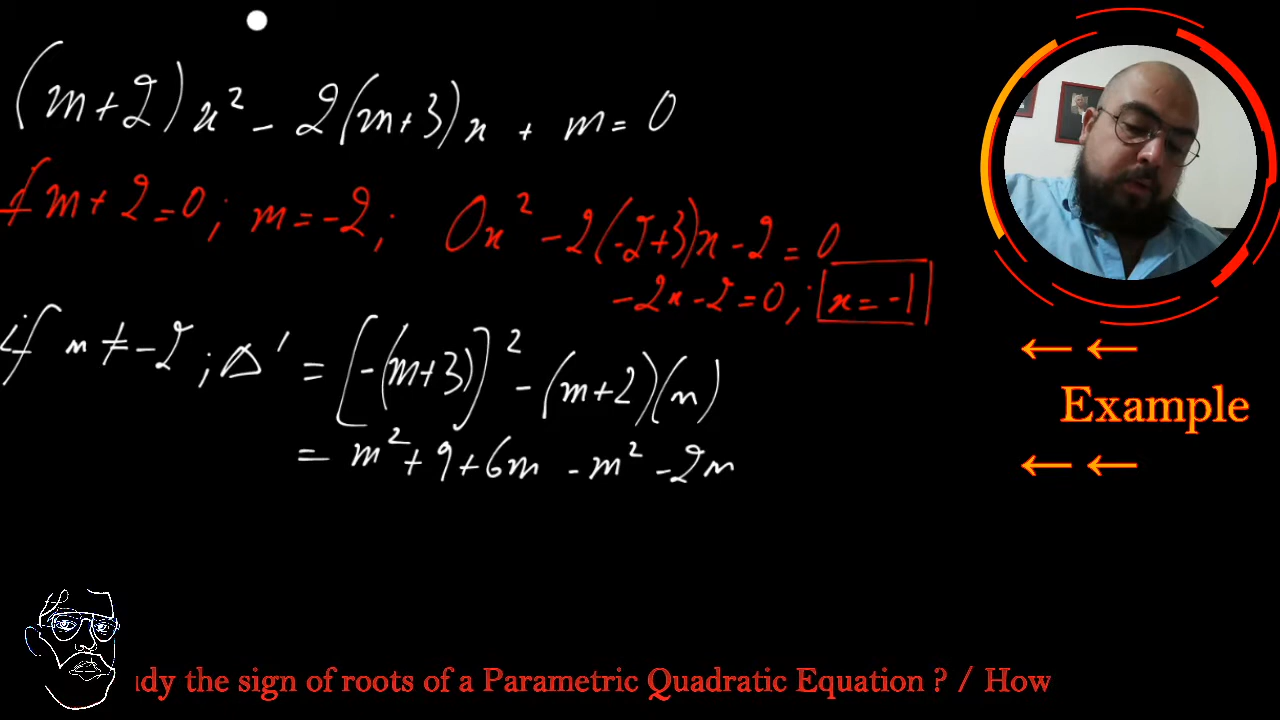 (m+2)x² - 2(m+3)x + m = 0
if m+2=0; m=-2; 0x² - 2(-2+3)x - 2 = 0
-2x - 2 = 0; x = -1
if m ≠ -2; Δ' = [-(m+3)]² - (m+2)(m)
= m² + 9 + 6m - m² - 2m
← ←
Example
← ←
dy the sign of roots of a Parametric Quadratic Equation ? / How